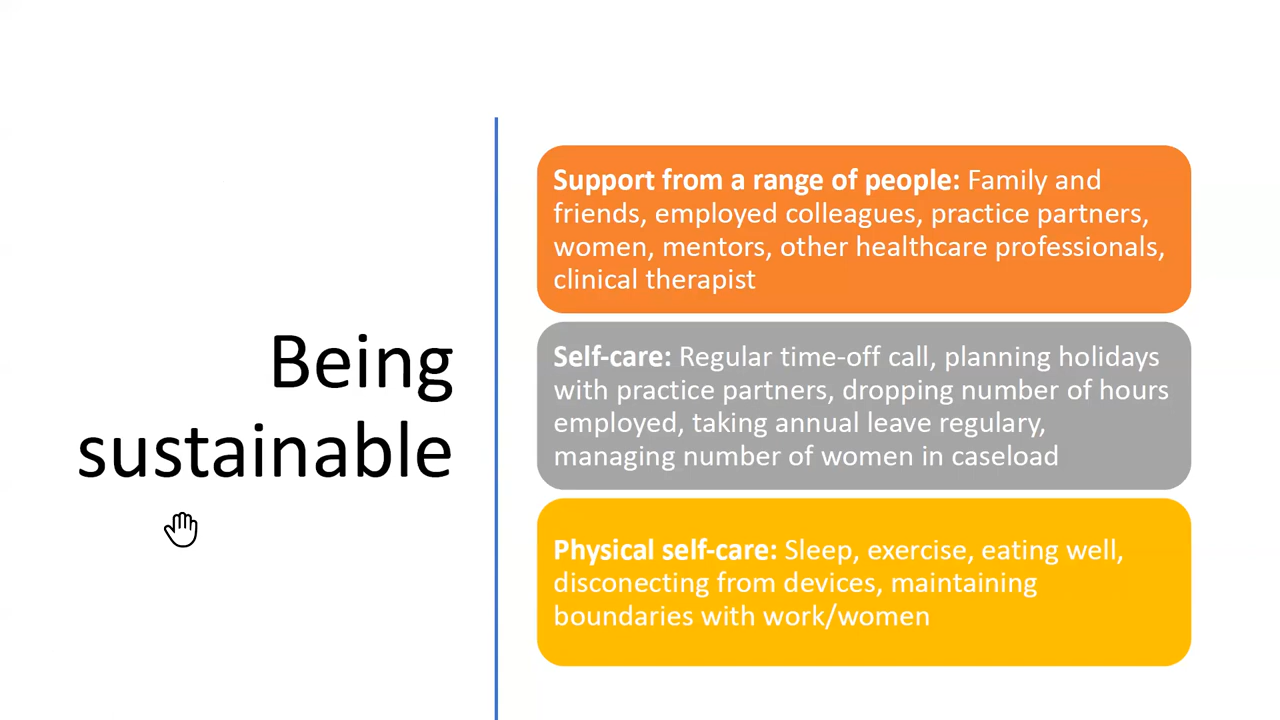 Being
sustainable
Support from a range of people: Family and
friends, employed colleagues, practice partners,
women, mentors, other healthcare professionals,
clinical therapist
Self-care: Regular time-off call, planning holidays
with practice partners, dropping number of hours
employed, taking annual leave regulary,
managing number of women in caseload
Physical self-care: Sleep, exercise, eating well,
disconecting from devices, maintaining
boundaries with work/women